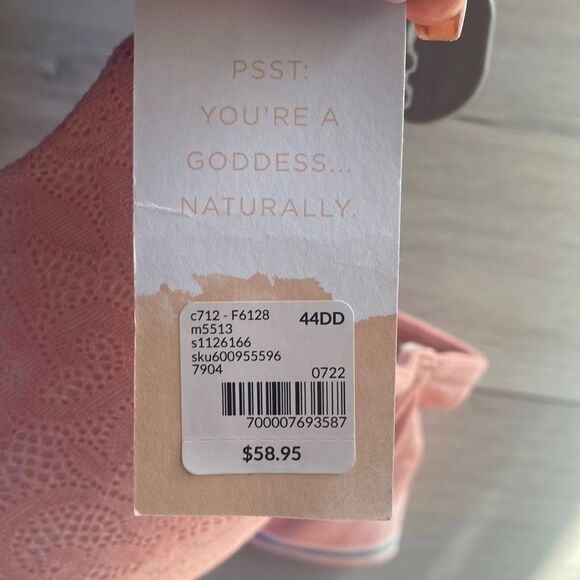 PSST:
YOU'RE A
GODDESS...
NATURALLY.
c712 - F6128 44DD
m5513
s1126166
sku600955596
7904 0722
700007693587
$58.95